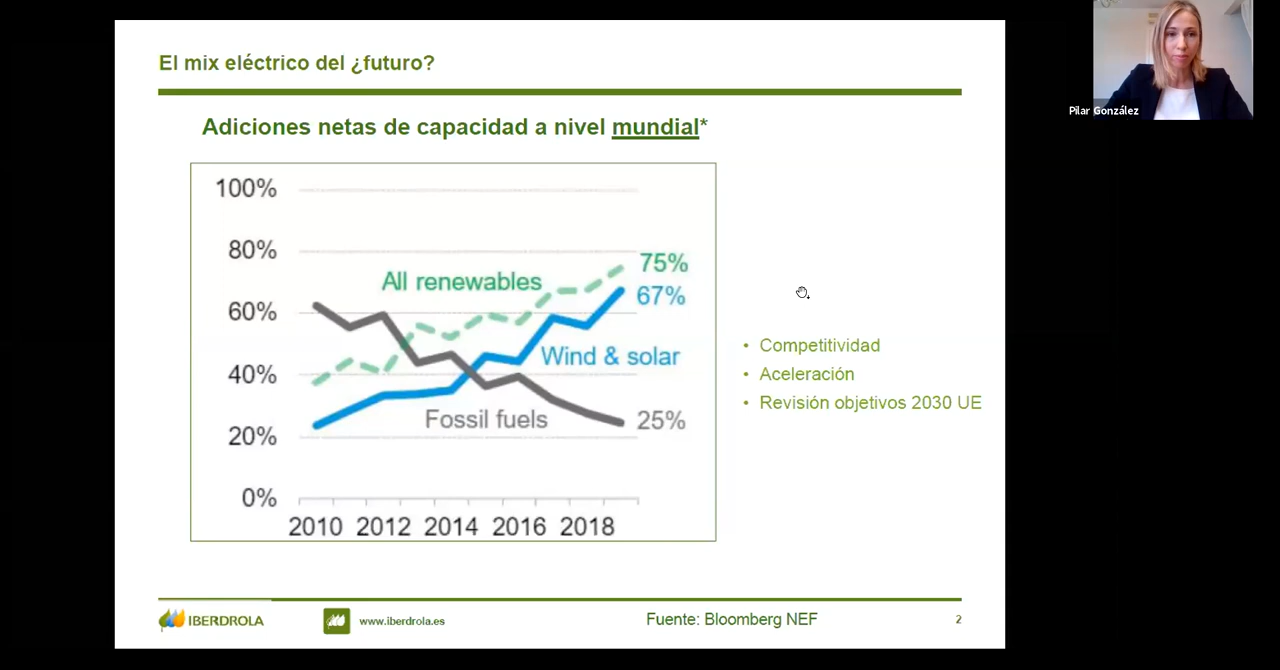 El mix eléctrico del ¿futuro?
Pilar González
Adiciones netas de capacidad a nivel mundial*
100%
80%
60%
40%
20%
0%
All renewables
75%
67%
Wind & solar
Fossil fuels
25%
2010 2012 2014 2016 2018
• Competitividad
• Aceleración
• Revisión objetivos 2030 UE
IBERDROLA
www.iberdrola.es
Fuente: Bloomberg NEF
2